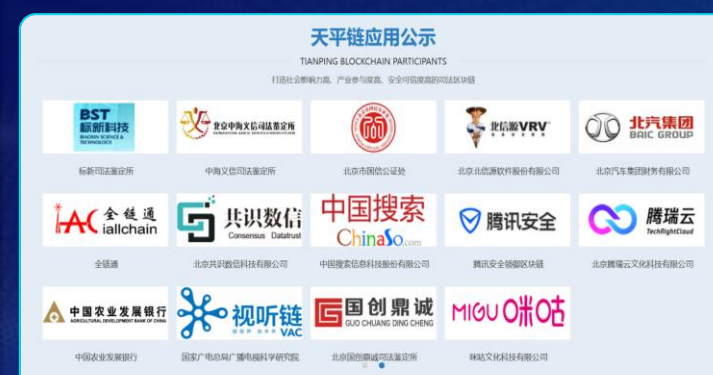 天平链应用公示
TIANPING BLOCKCHAIN PARTICIPANTS
打造社会影响力高、产业参与度高、安全可信度高的司法区块链
BST
标新科技
BIAOXIN SCIENCE &
TECHNOLOGY
北京中海义信司法鉴定所
北信源VRV
北汽集团
BAIC GROUP
标新司法鉴定所
中海义信司法鉴定所
北京市国信公证处
北京北信源软件股份有限公司
北京汽车集团财务有限公司
全链通
iallchain
共识数信
Consensus Datatrust
中国搜索
ChinaSo.com
腾讯安全
腾瑞云
TechRightCloud
全链通
北京共识数信科技有限公司
中国搜索信息科技股份有限公司
腾讯安全领御区块链
北京腾瑞云文化科技有限公司
中国农业发展银行
AGRICULTURAL DEVELOPMENT BANK OF CHINA
视听链
VAC
国创鼎诚
GUO CHUANG DING CHENG
MIGU咪咕
中国农业发展银行
国家广电总局广播电视科学研究院
北京国创鼎诚司法鉴定所
咪咕文化科技有限公司